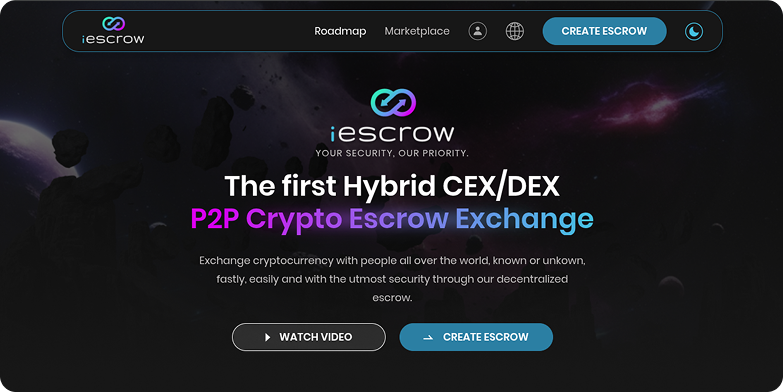 iescrow
Roadmap Marketplace CREATE ESCROW
iescrow
YOUR SECURITY, OUR PRIORITY.
The first Hybrid CEX/DEX
P2P Crypto Escrow Exchange
Exchange cryptocurrency with people all over the world, known or unkown,
fastly, easily and with the utmost security through our decentralized
escrow.
WATCH VIDEO CREATE ESCROW